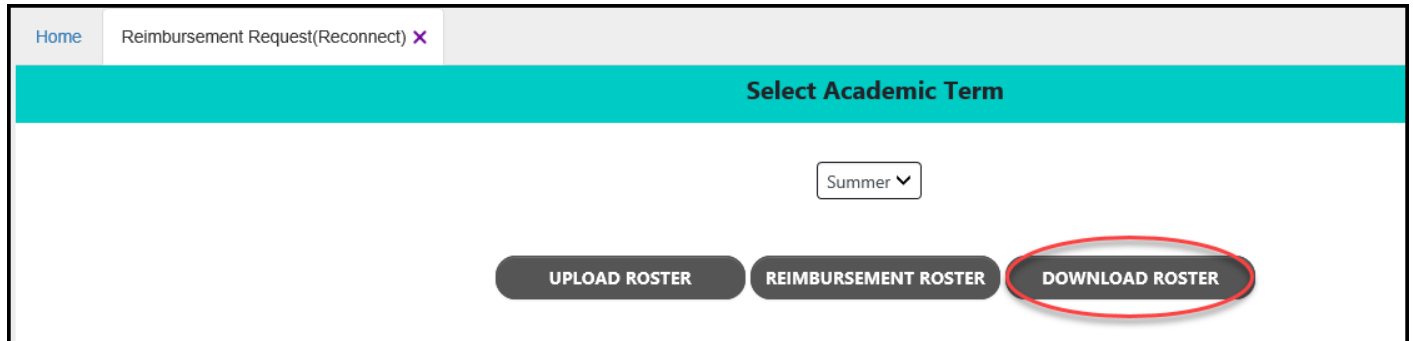 Home Reimbursement Request(Reconnect) X
Select Academic Term
Summer
UPLOAD ROSTER REIMBURSEMENT ROSTER DOWNLOAD ROSTER